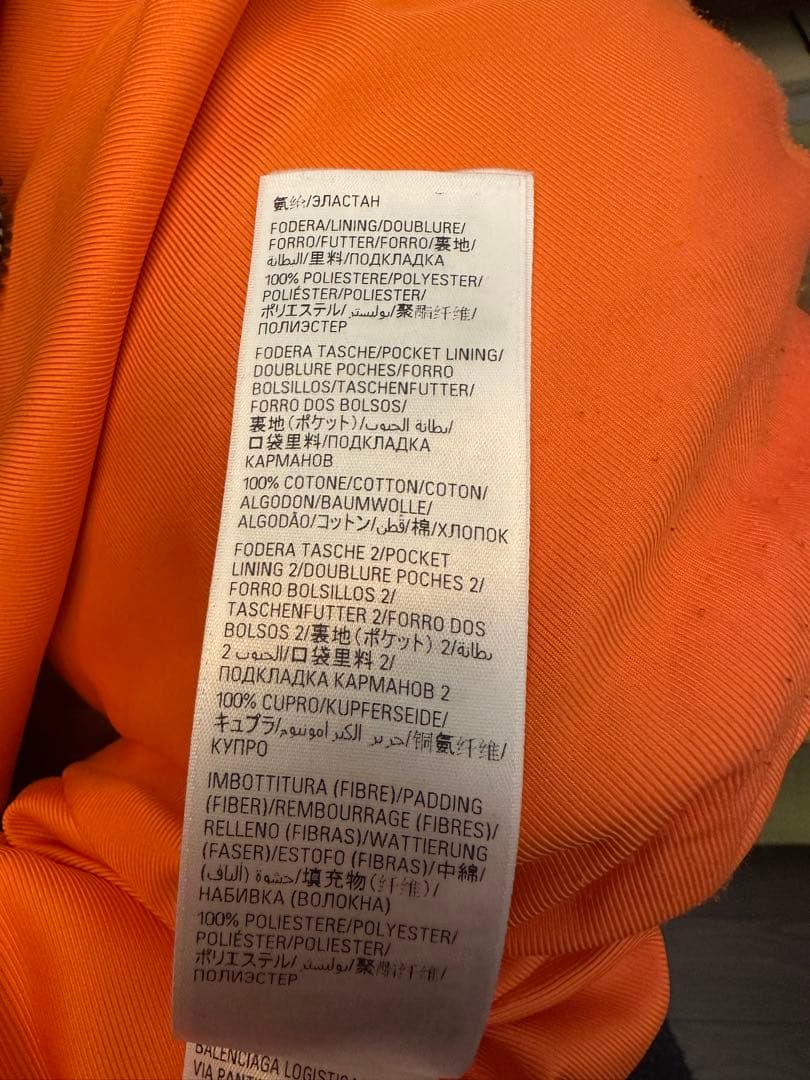 氨纶/ЭЛАСТАН
FODERA/LINING/DOUBLURE/
FORRO/FUTTER/FORRO/裏地/
البطانة/里料/ПОДКЛАДКА
100% POLIESTERE/POLYESTER/
POLIÉSTER/POLIESTER/
ポリエステル/بوليستر/聚酯纤维/
ПОЛИЭСТЕР
FODERA TASCHE/POCKET LINING/
DOUBLURE POCHES/FORRO
BOLSILLOS/TASCHENFUTTER/
FORRO DOS BOLSOS/
裏地(ポケット)/بطانة الجيوب/
口袋里料/ПОДКЛАДКА
КАРМАНОВ
100% COTONE/COTTON/COTON/
ALGODON/BAUMWOLLE/
ALGODÃO/コットン/قطن/棉/ХЛОПОК
FODERA TASCHE 2/POCKET
LINING 2/DOUBLURE POCHES 2/
FORRO BOLSILLOS 2/
TASCHENFUTTER 2/FORRO DOS
BOLSOS 2/裏地(ポケット) 2/بطانة
الجيوب 2/口袋里料 2/
ПОДКЛАДКА КАРМАНОВ 2
100% CUPRO/KUPFERSEIDE/
キュプラ/حرير الكبر امونيوم/铜氨纤维/
КУПРО
IMBOTTITURA (FIBRE)/PADDING
(FIBER)/REMBOURRAGE (FIBRES)/
RELLENO (FIBRAS)/WATTIERUNG
(FASER)/ESTOFO (FIBRAS)/中綿/
حشوة (ألياف)/填充物(纤维)/
НАБИВКА (ВОЛОКНА)
100% POLIESTERE/POLYESTER/
POLIÉSTER/POLIESTER/
ポリエステル/بوليستر/聚酯纤维/
ПОЛИЭСТЕР
BALENCIAGA
VIA